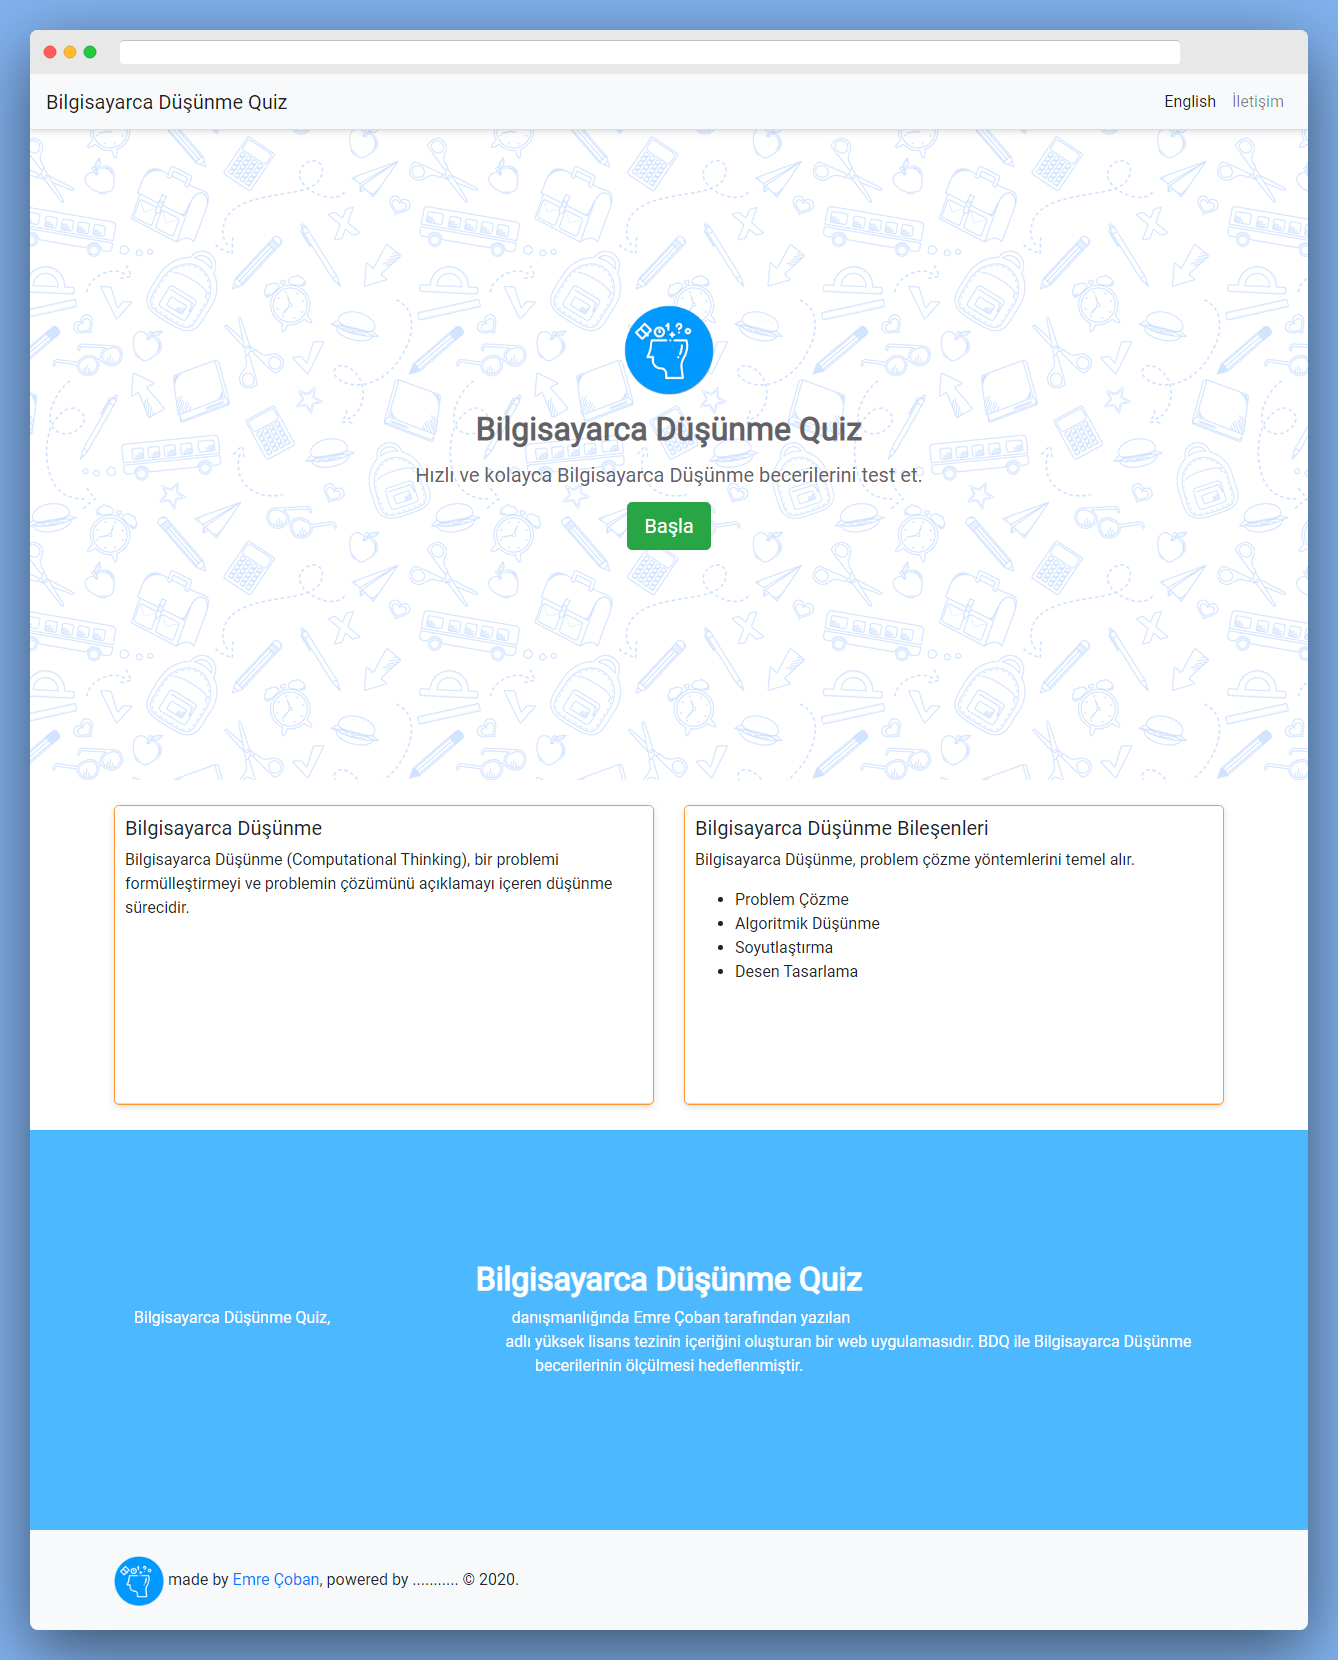 Bilgisayarca Düşünme Quiz
English İletişim
Bilgisayarca Düşünme Quiz
Hızlı ve kolayca Bilgisayarca Düşünme becerilerini test et.
Başla
Bilgisayarca Düşünme
Bilgisayarca Düşünme (Computational Thinking), bir problemi
formülleştirmeyi ve problemin çözümünü açıklamayı içeren düşünme
sürecidir.
Bilgisayarca Düşünme Bileşenleri
Bilgisayarca Düşünme, problem çözme yöntemlerini temel alır.
• Problem Çözme
• Algoritmik Düşünme
• Soyutlaştırma
• Desen Tasarlama
Bilgisayarca Düşünme Quiz
Bilgisayarca Düşünme Quiz, danışmanlığında Emre Çoban tarafından yazılan
adlı yüksek lisans tezinin içeriğini oluşturan bir web uygulamasıdır. BDQ ile Bilgisayarca Düşünme
becerilerinin ölçülmesi hedeflenmiştir.
made by Emre Çoban, powered by ........... © 2020.